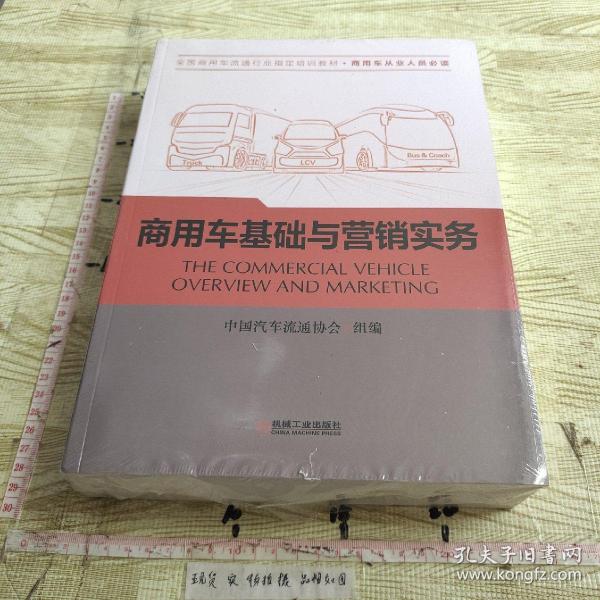 全国商用车流通行业指定培训教材·商用车从业人员必读
Truck
LCV
Bus & Coach
商用车基础与营销实务
THE COMMERCIAL VEHICLE
OVERVIEW AND MARKETING
中国汽车流通协会 组编
机械工业出版社
CHINA MACHINE PRESS
孔夫子旧书网
www.kongfz.com